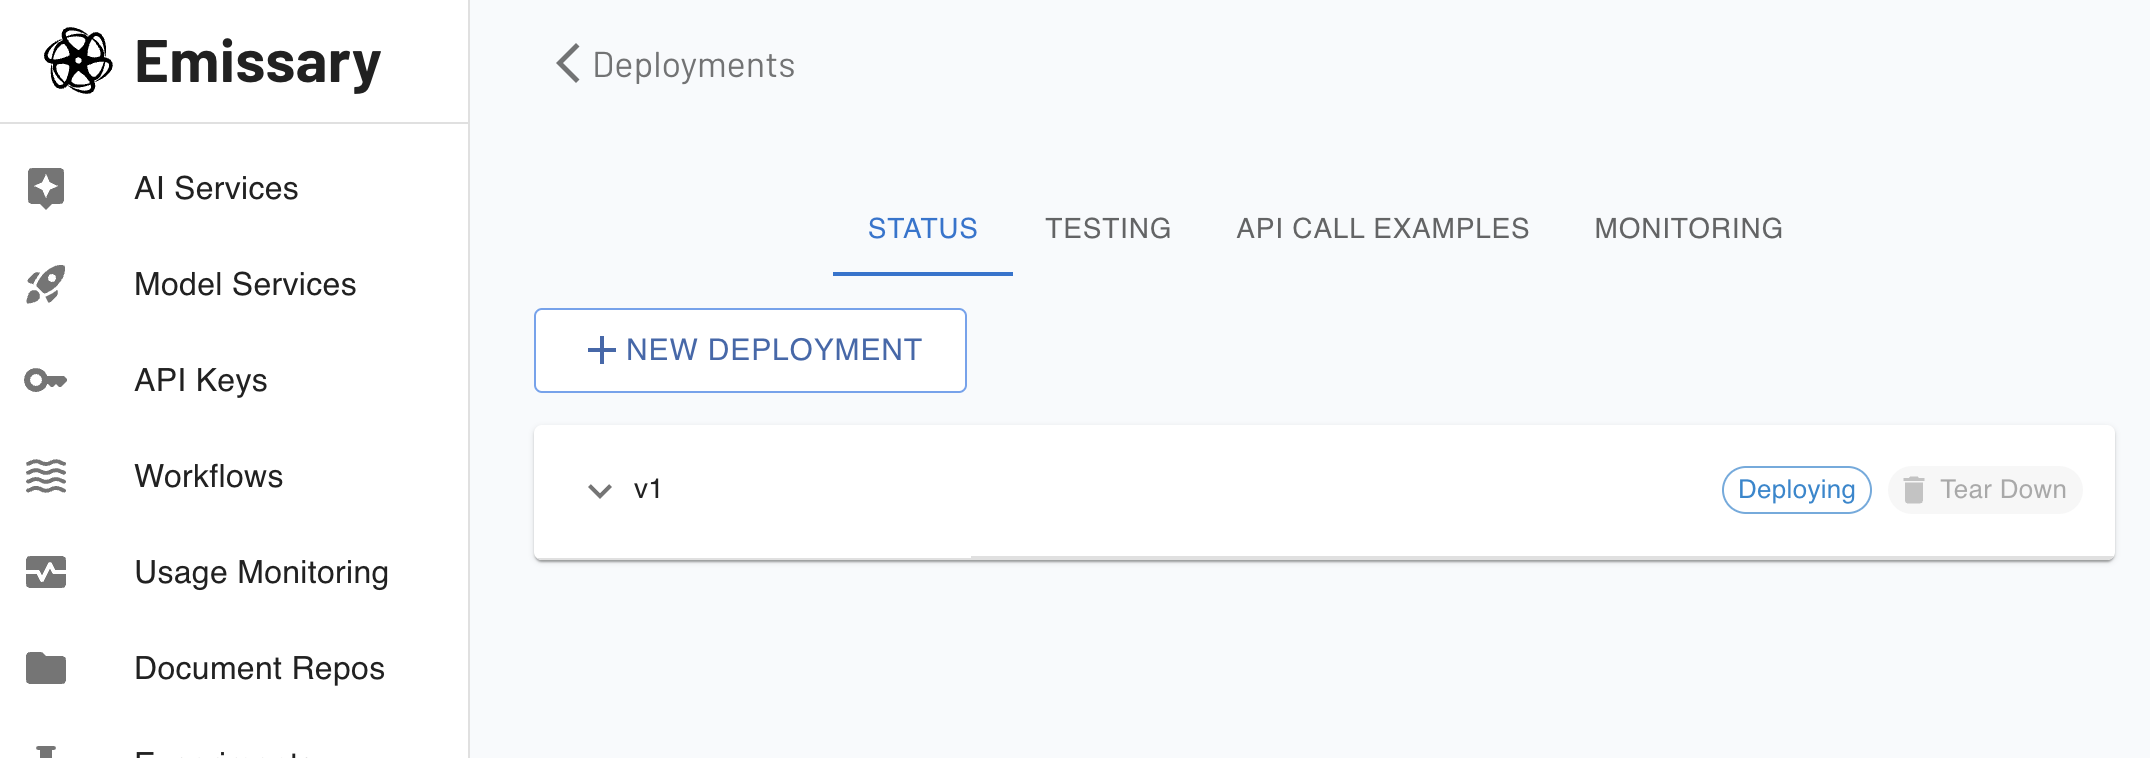 Emissary
AI Services
Model Services
API Keys
Workflows
Usage Monitoring
Document Repos
Deployments
STATUS TESTING API CALL EXAMPLES MONITORING
NEW DEPLOYMENT
v1 Deploying Tear Down